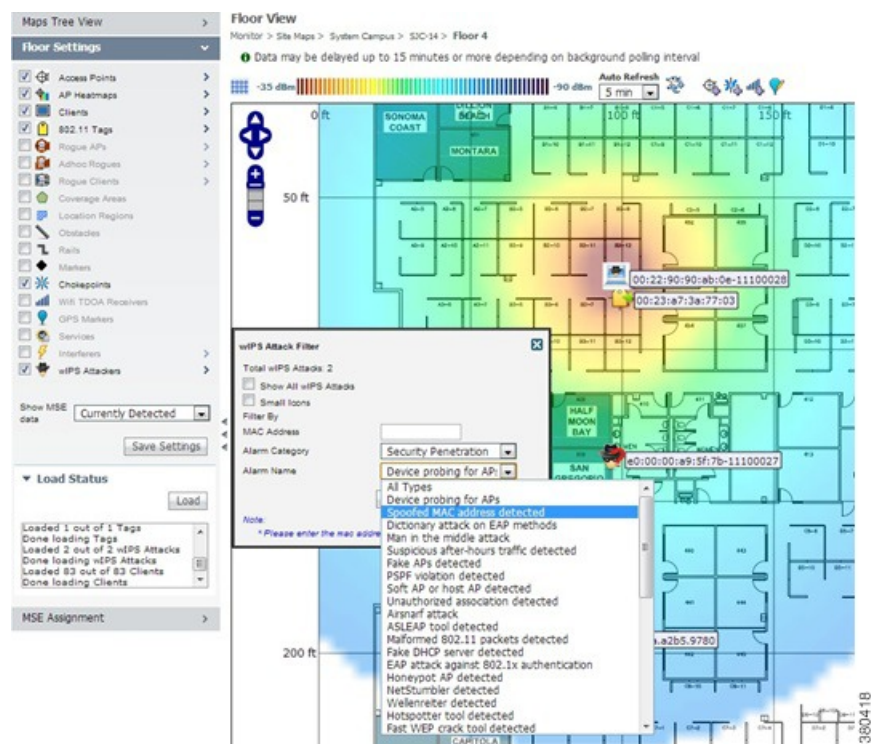 Maps Tree View
Floor Settings
Access Points
AP Heatmaps
Clients
802.11 Tags
Rogue APs
Adhoc Rogues
Rogue Clients
Coverage Areas
Location Regions
Obstacles
Rails
Markers
Chokepoints
Wifi TDOA Receivers
GPS Markers
Services
Interferers
wIPS Attackers
Show MSE data
Currently Detected
Save Settings
Load Status
Load
Loaded 1 out of 1 Tags
Done loading Tags
Loaded 2 out of 2 wIPS Attacks
Done loading wIPS Attacks
Loaded 83 out of 83 Clients
Done loading Clients
MSE Assignment
Floor View
Monitor > Site Maps > System Campus > SJC-14 > Floor 4
Data may be delayed up to 15 minutes or more depending on background polling interval
-35 dBm
-90 dBm
Auto Refresh
5 min
0 ft
100 ft
150 ft
50 ft
200 ft
SONOMA COAST
DILLION BEACH
MONTARA
00:22:90:90:ab:0e-11100028
00:23:a7:3a:77:03
HALF MOON BAY
SAN GREGORIO
e0:00:00:a9:5f:7b-11100027
a.a2b5.9780
CAPITOLA
wIPS Attack Filter
Total wIPS Attacks: 2
Show All wIPS Attacks
Small Icons
Filter By
MAC Address
Alarm Category
Security Penetration
Alarm Name
Device probing for AP:
Note:
* Please enter the mac addre
All Types
Device probing for APs
Spoofed MAC address detected
Dictionary attack on EAP methods
Man in the middle attack
Suspicious after-hours traffic detected
Fake APs detected
PSPF violation detected
Soft AP or host AP detected
Unauthorized association detected
Airsnarf attack
ASLEAP tool detected
Malformed 802.11 packets detected
Fake DHCP server detected
EAP attack against 802.1x authentication
Honeypot AP detected
NetStumbler detected
Wellenreiter detected
Hotspotter tool detected
Fast WEP crack tool detected
380418